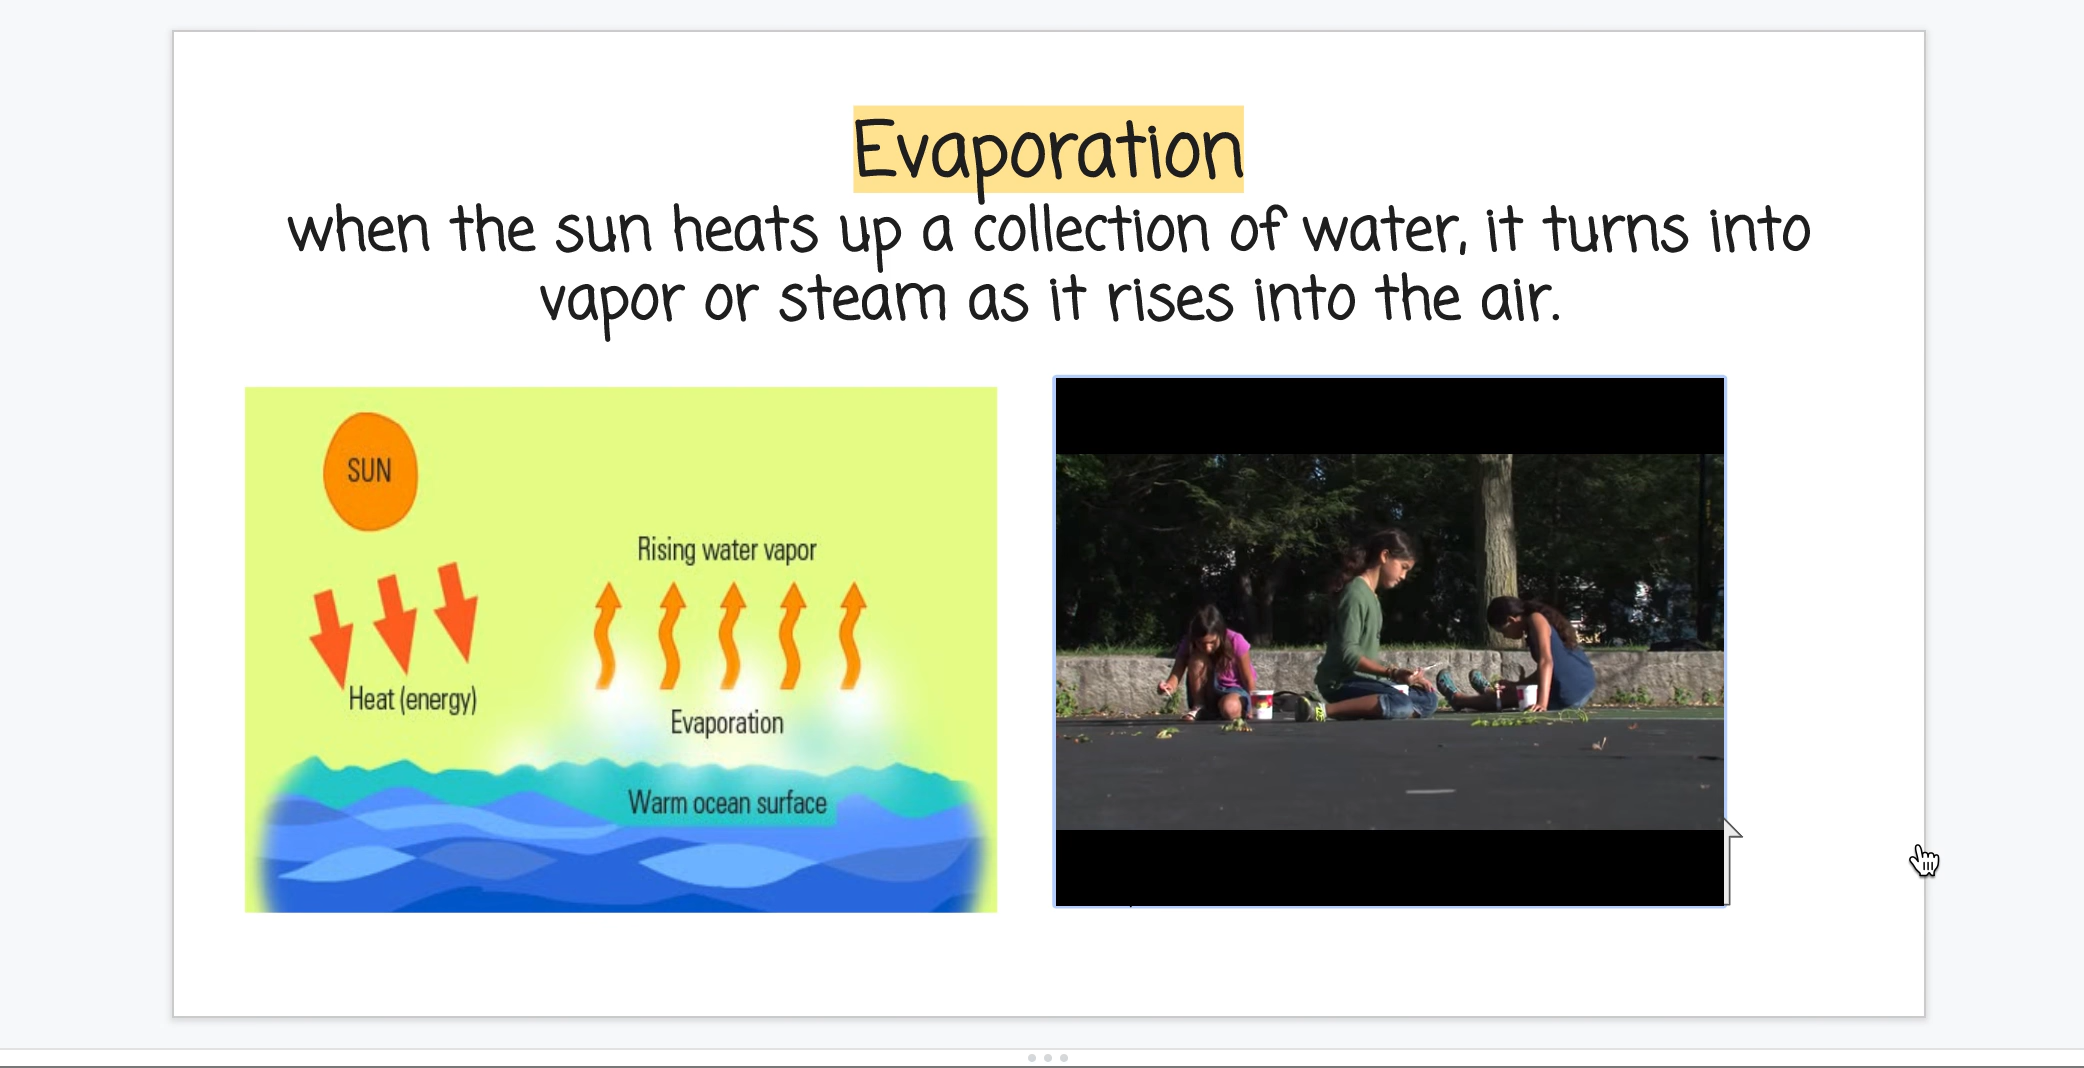 Evaporation
when the sun heats up a collection of water, it turns into
vapor or steam as it rises into the air.
SUN
Rising water vapor
Heat (energy)
Evaporation
Warm ocean surface